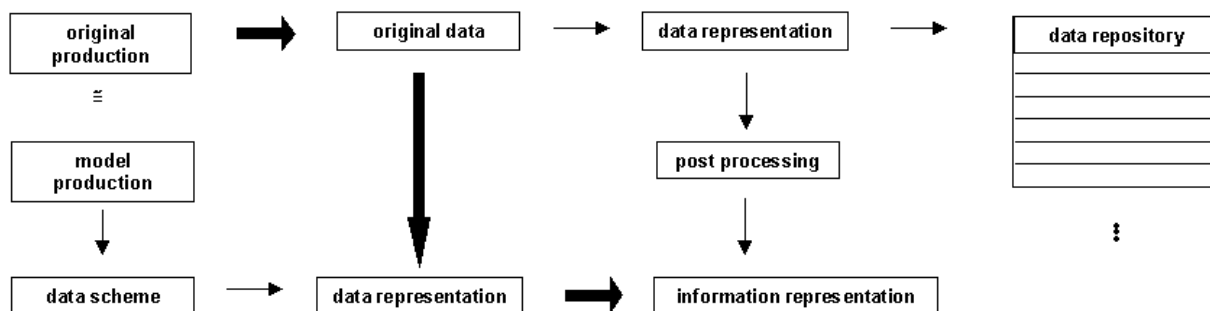 original
production
original data
data representation
data repository
≅
model
production
post processing
data scheme
data representation
information representation